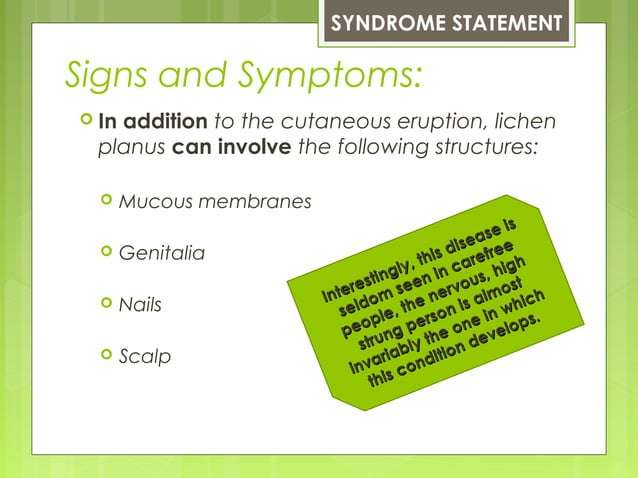 SYNDROME STATEMENT
Signs and Symptoms:
In addition to the cutaneous eruption, lichen
planus can involve the following structures:
Mucous membranes
Genitalia
Nails
Scalp
Interestingly, this disease is
seldom seen in carefree
people, the nervous, high
strung person is almost
invariably the one in which
this condition develops.